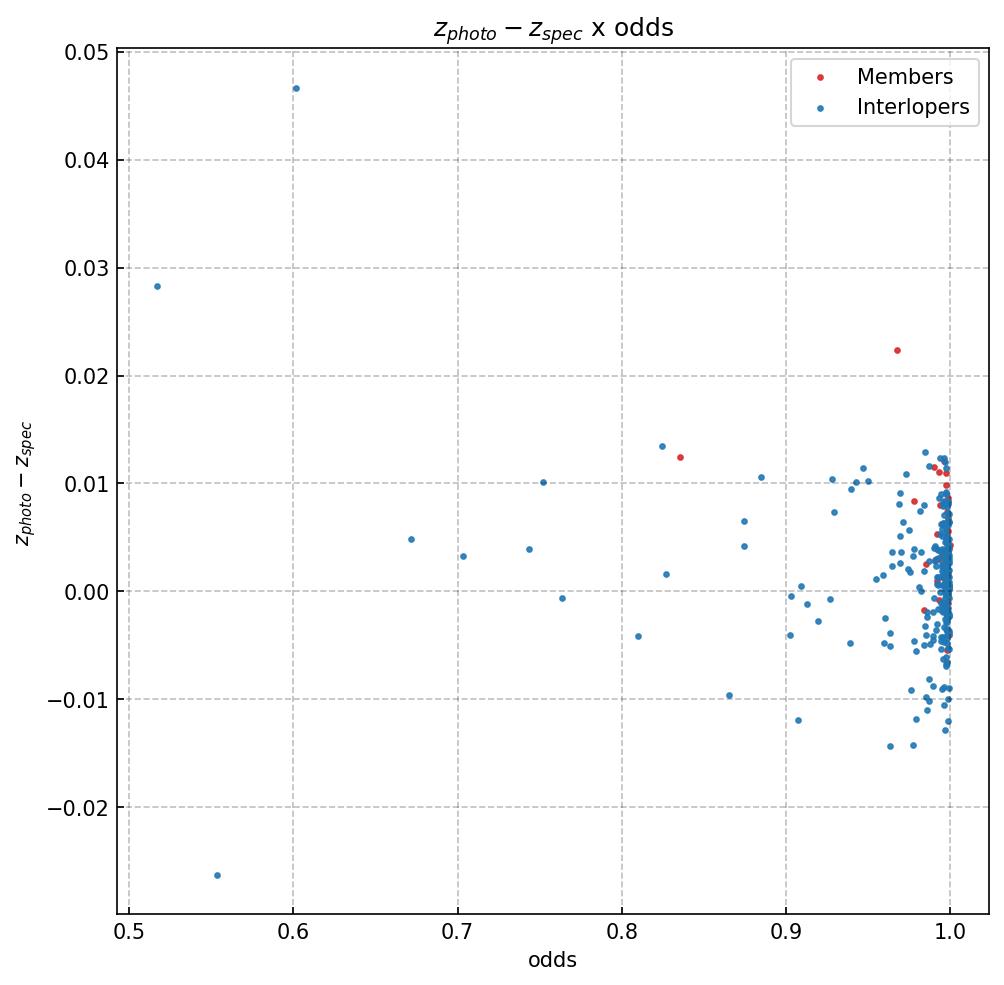 z_photo − z_spec x odds
Members
Interlopers
z_photo − z_spec
0.05
0.04
0.03
0.02
0.01
0.00
−0.01
−0.02
0.5 0.6 0.7 0.8 0.9 1.0
odds